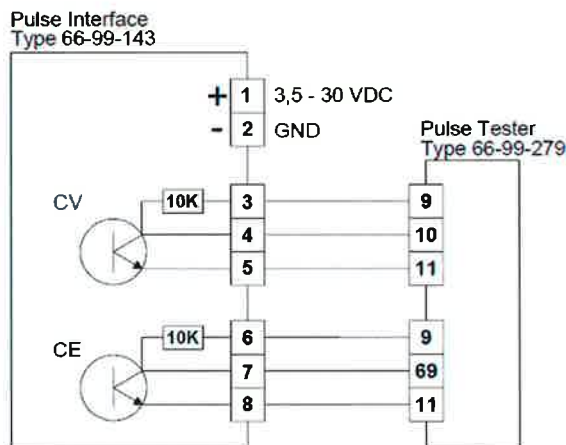 Pulse Interface
Type 66-99-143
+ 1 3,5 - 30 VDC
- 2 GND
Pulse Tester
Type 66-99-279
CV 10K 3 9
4 10
5 11
CE 10K 6 9
7 69
8 11